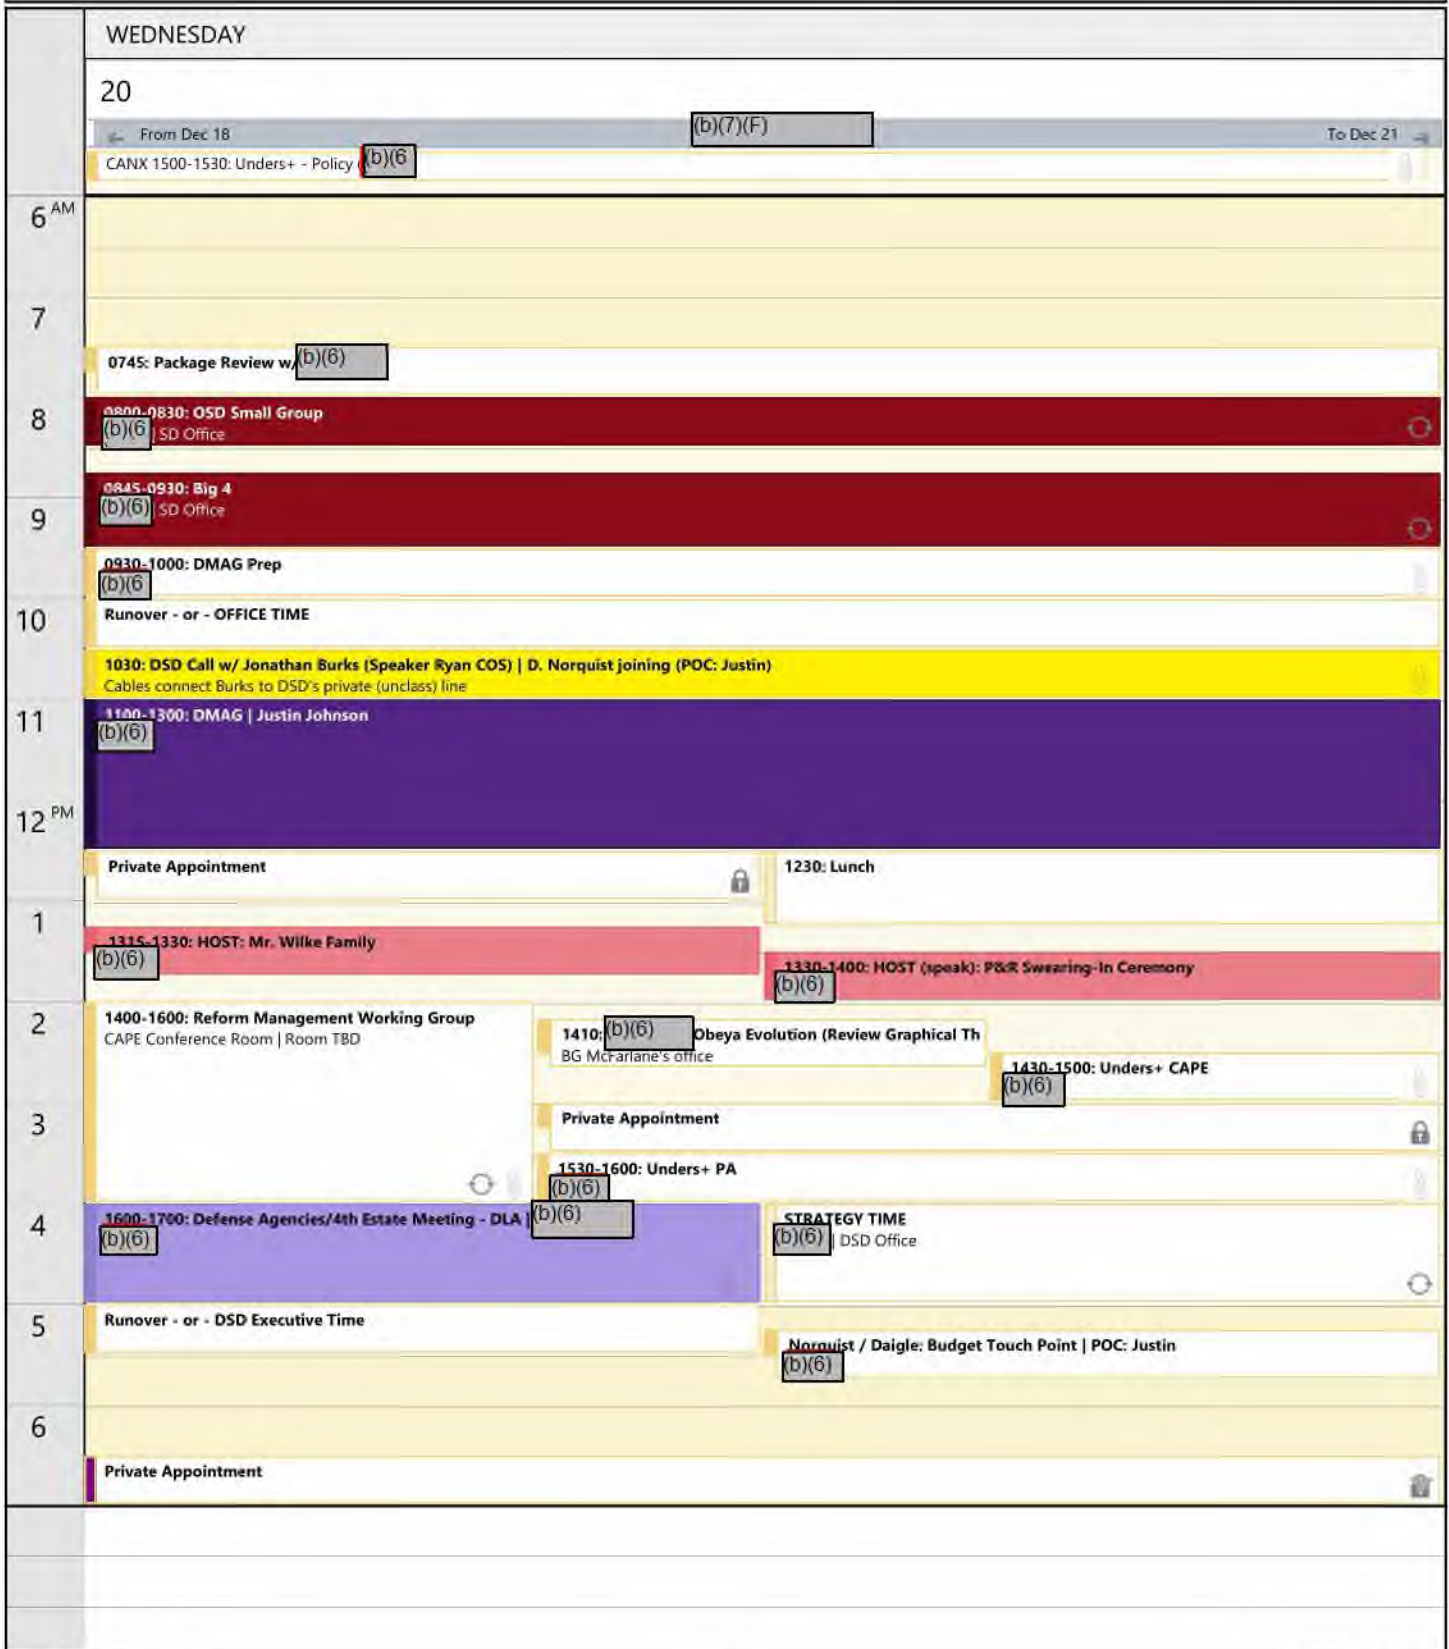 WEDNESDAY
20
From Dec 18 (b)(7)(F) To Dec 21
CANX 1500-1530: Unders+ - Policy (b)(6
6 AM
7
0745: Package Review w/ (b)(6)
8
0800-0830: OSD Small Group
(b)(6 | SD Office
0845-0930: Big 4
(b)(6) SD Office
9
0930-1000: DMAG Prep
(b)(6
10
Runover - or - OFFICE TIME
1030: DSD Call w/ Jonathan Burks (Speaker Ryan COS) | D. Norquist joining (POC: Justin)
Cables connect Burks to DSD's private (unclass) line
11
1100-1300: DMAG | Justin Johnson
(b)(6)
12 PM
Private Appointment
1230: Lunch
1
1315-1330: HOST: Mr. Wilke Family
(b)(6)
1330-1400: HOST (speak): P&R Swearing-In Ceremony
(b)(6)
2
1400-1600: Reform Management Working Group
CAPE Conference Room | Room TBD
1410: (b)(6) Obeya Evolution (Review Graphical Th
BG McFarlane's office
1430-1500: Unders+ CAPE
(b)(6)
3
Private Appointment
1530-1600: Unders+ PA
(b)(6)
4
1600-1700: Defense Agencies/4th Estate Meeting - DLA | (b)(6)
(b)(6)
STRATEGY TIME
(b)(6) | DSD Office
5
Runover - or - DSD Executive Time
Norquist / Daigle: Budget Touch Point | POC: Justin
(b)(6)
6
Private Appointment